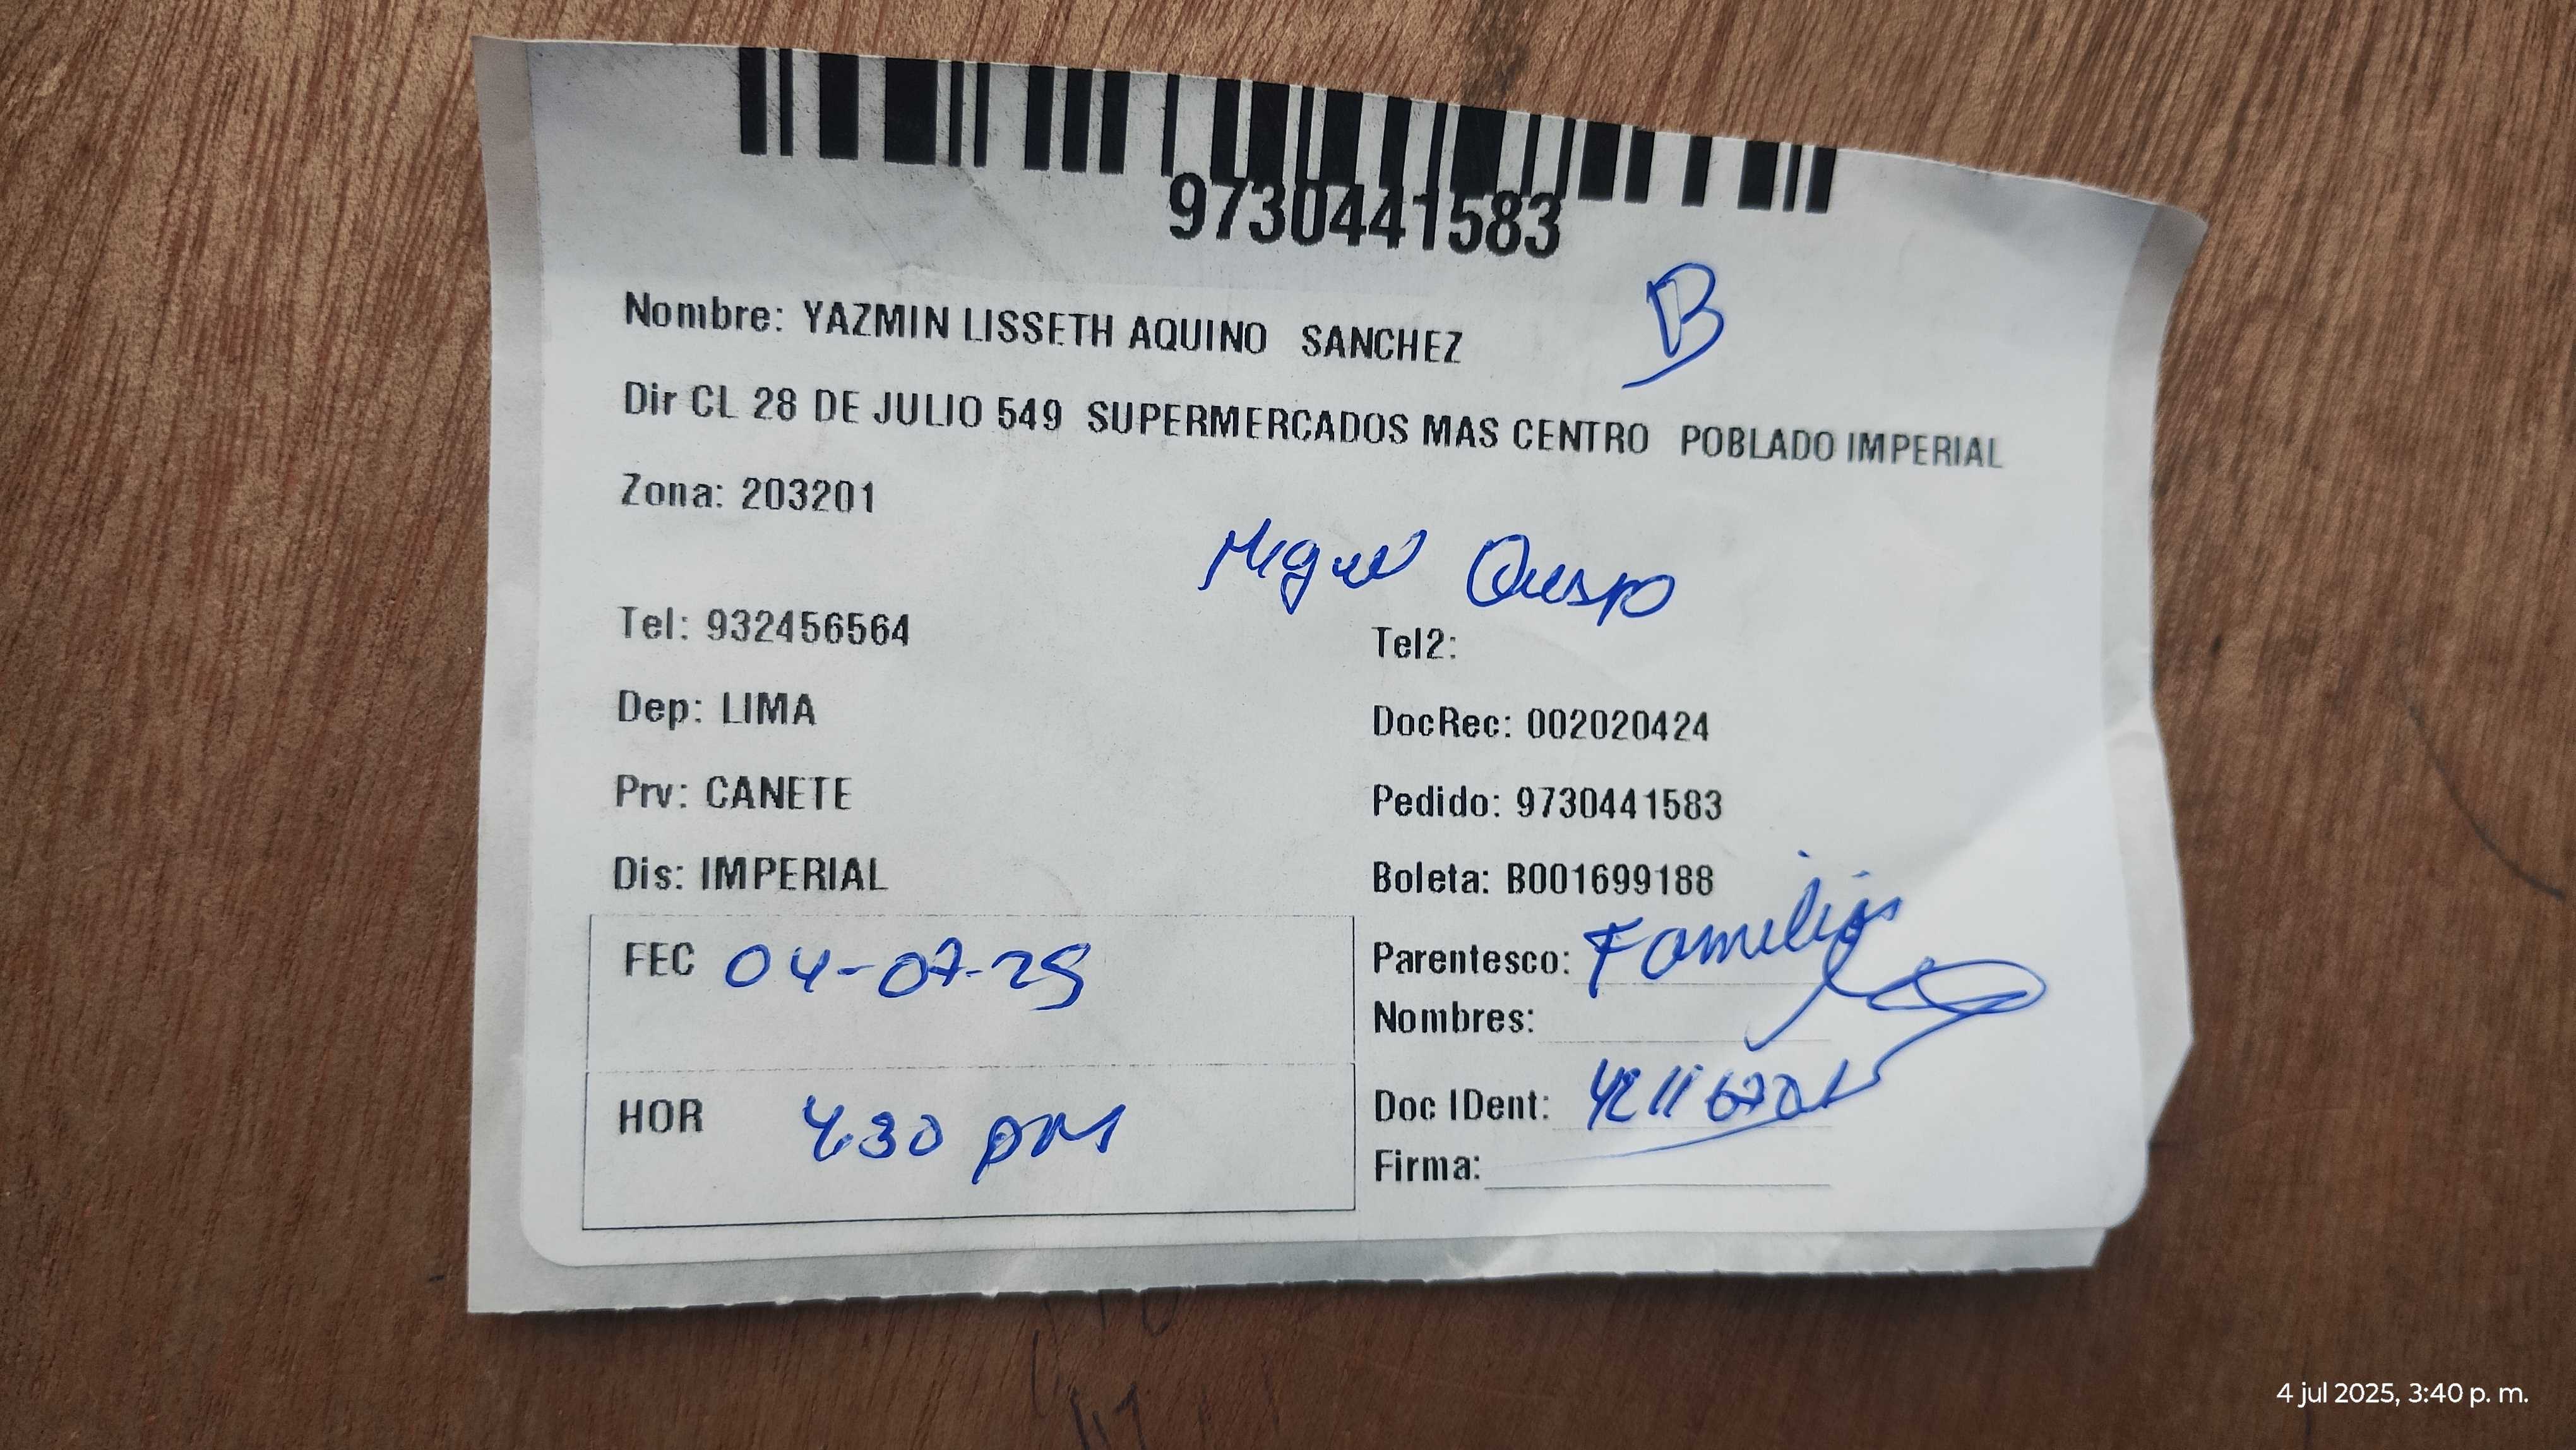 9730441583
B
Nombre: YAZMIN LISSETH AQUINO SANCHEZ
Dir CL 28 DE JULIO 549 SUPERMERCADOS MAS CENTRO POBLADO IMPERIAL
Zona: 203201
Miguel
Tel: 932456564
Tel2:
Dep: LIMA
DocRec: 002020424
Prv: CANETE
Pedido: 9730441583
Dis: IMPERIAL
Boleta: B001699188
FEC 04-07-25
Parentesco: Familia
Nombres:
HOR 4:30 pm
Doc IDent:
Firma:
4 jul 2025, 3:40 p. m.